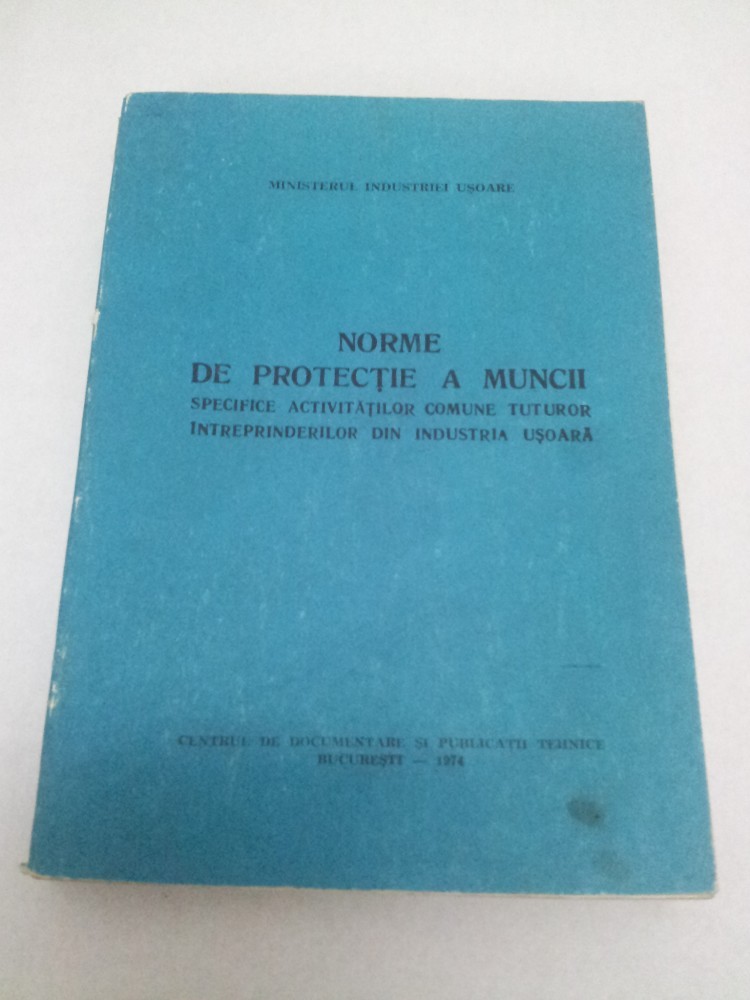 MINISTERUL INDUSTRIEI UȘOARE
NORME
DE PROTECȚIE A MUNCII
SPECIFICE ACTIVITĂȚILOR COMUNE TUTUROR
ÎNTREPRINDERILOR DIN INDUSTRIA UȘOARĂ
CENTRUL DE DOCUMENTARE ȘI PUBLICAȚII TEHNICE
BUCUREȘTI — 1974